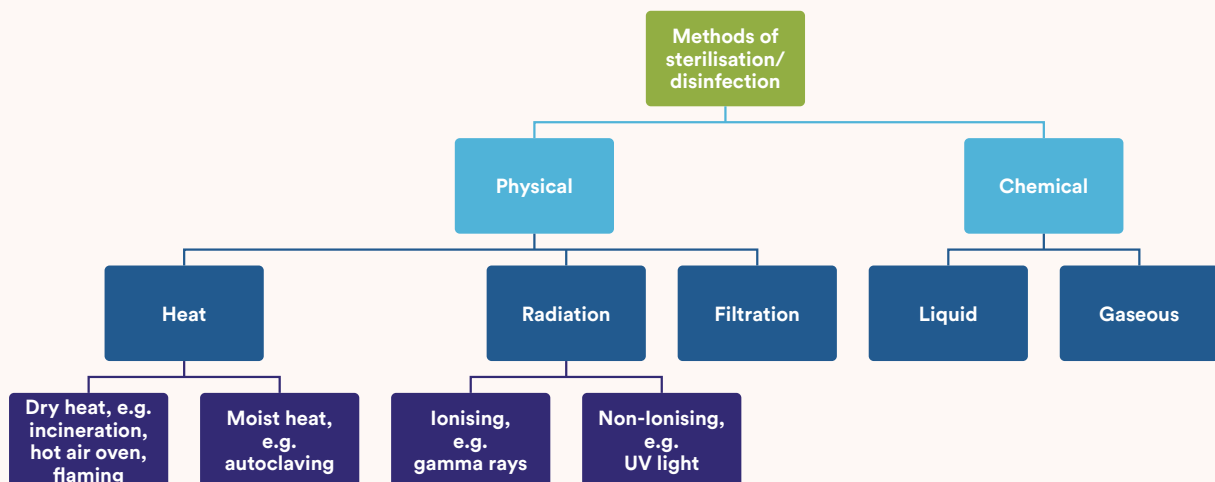 Methods of
sterilisation/
disinfection
Physical
Chemical
Heat
Radiation
Filtration
Liquid
Gaseous
Dry heat, e.g.
incineration,
hot air oven,
flaming
Moist heat,
e.g.
autoclaving
Ionising,
e.g.
gamma rays
Non-Ionising,
e.g.
UV light